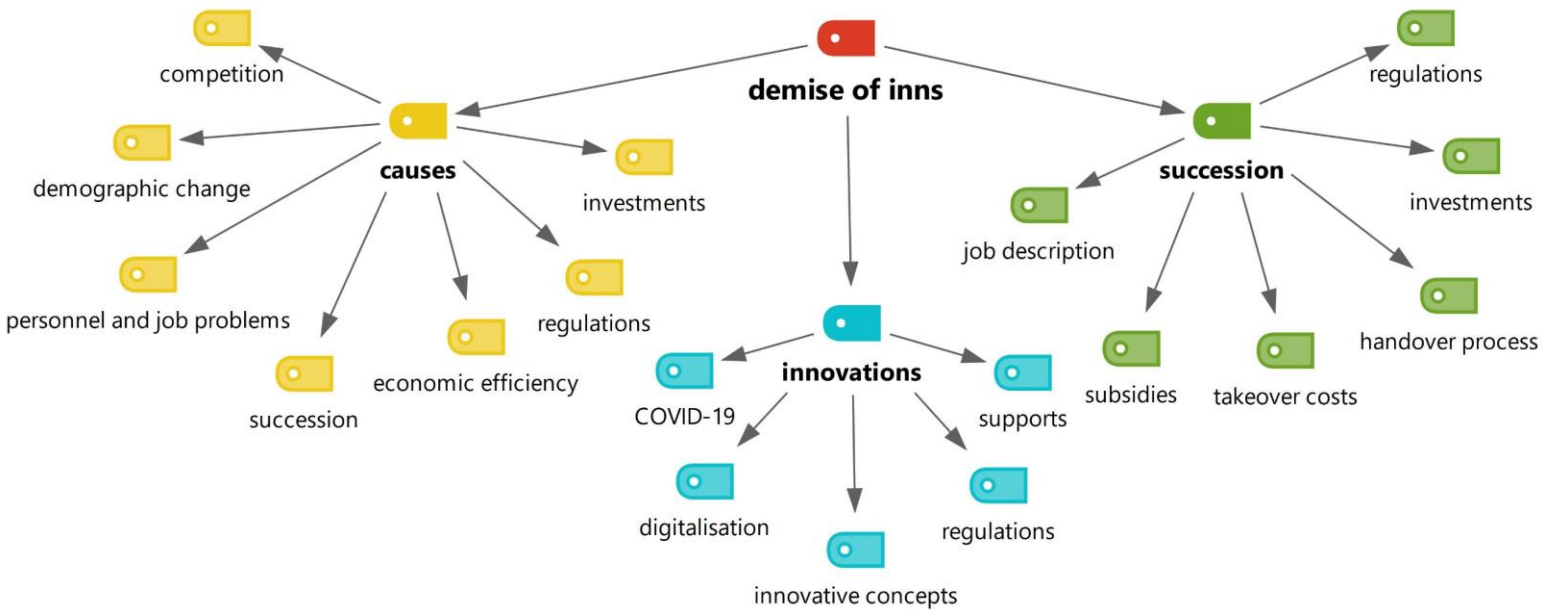 demise of inns
causes
competition
demographic change
personnel and job problems
succession
economic efficiency
regulations
investments
innovations
COVID-19
digitalisation
innovative concepts
regulations
supports
succession
job description
subsidies
takeover costs
handover process
investments
regulations